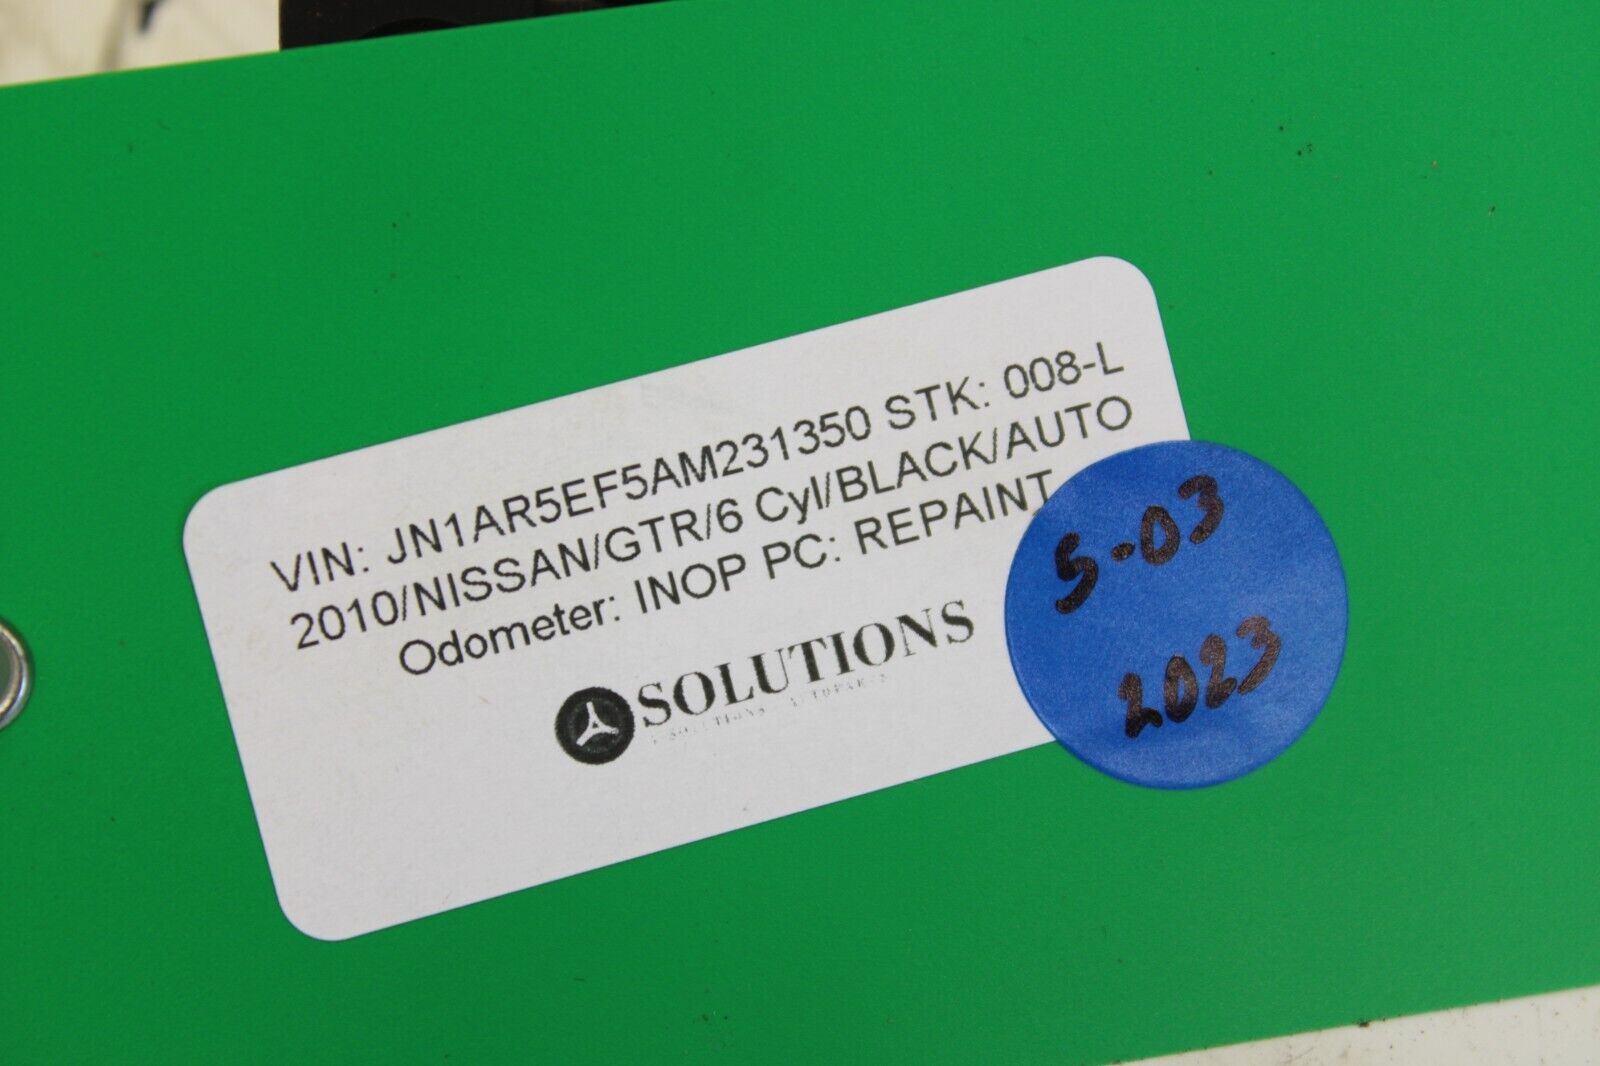 VIN: JN1AR5EF5AM231350 STK: 008-L
2010/NISSAN/GTR/6 Cyl/BLACK/AUTO
Odometer: INOP PC: REPAINT
SOLUTIONS
5-03
2023